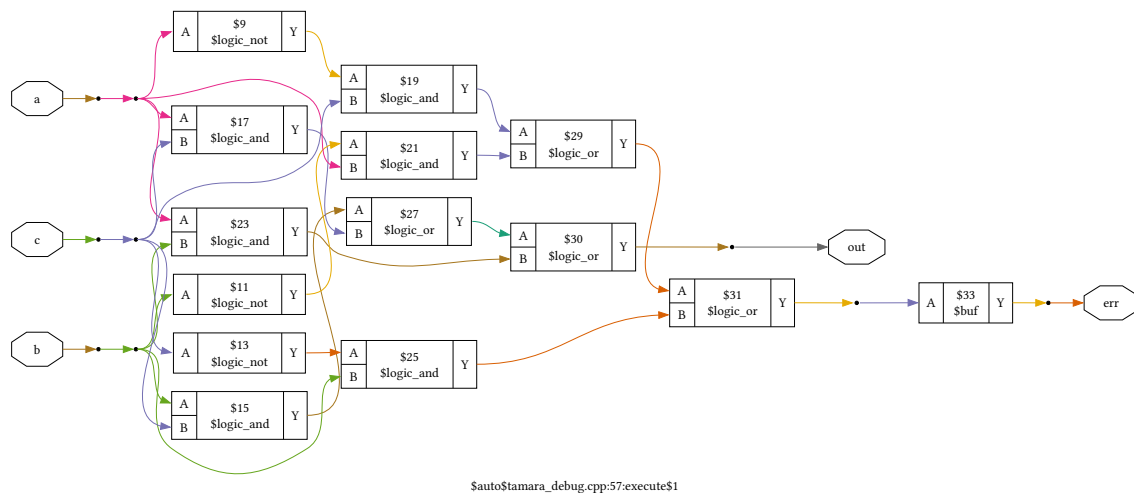 a
c
b
A
$9
$logic_not
Y
A
B
$17
$logic_and
Y
A
B
$23
$logic_and
Y
A
$11
$logic_not
Y
A
$13
$logic_not
Y
A
B
$15
$logic_and
Y
A
B
$19
$logic_and
Y
A
B
$21
$logic_and
Y
A
B
$27
$logic_or
Y
A
B
$25
$logic_and
Y
A
B
$29
$logic_or
Y
A
B
$30
$logic_or
Y
A
B
$31
$logic_or
Y
out
A
$33
$buf
Y
err
$auto$tamara_debug.cpp:57:execute$1